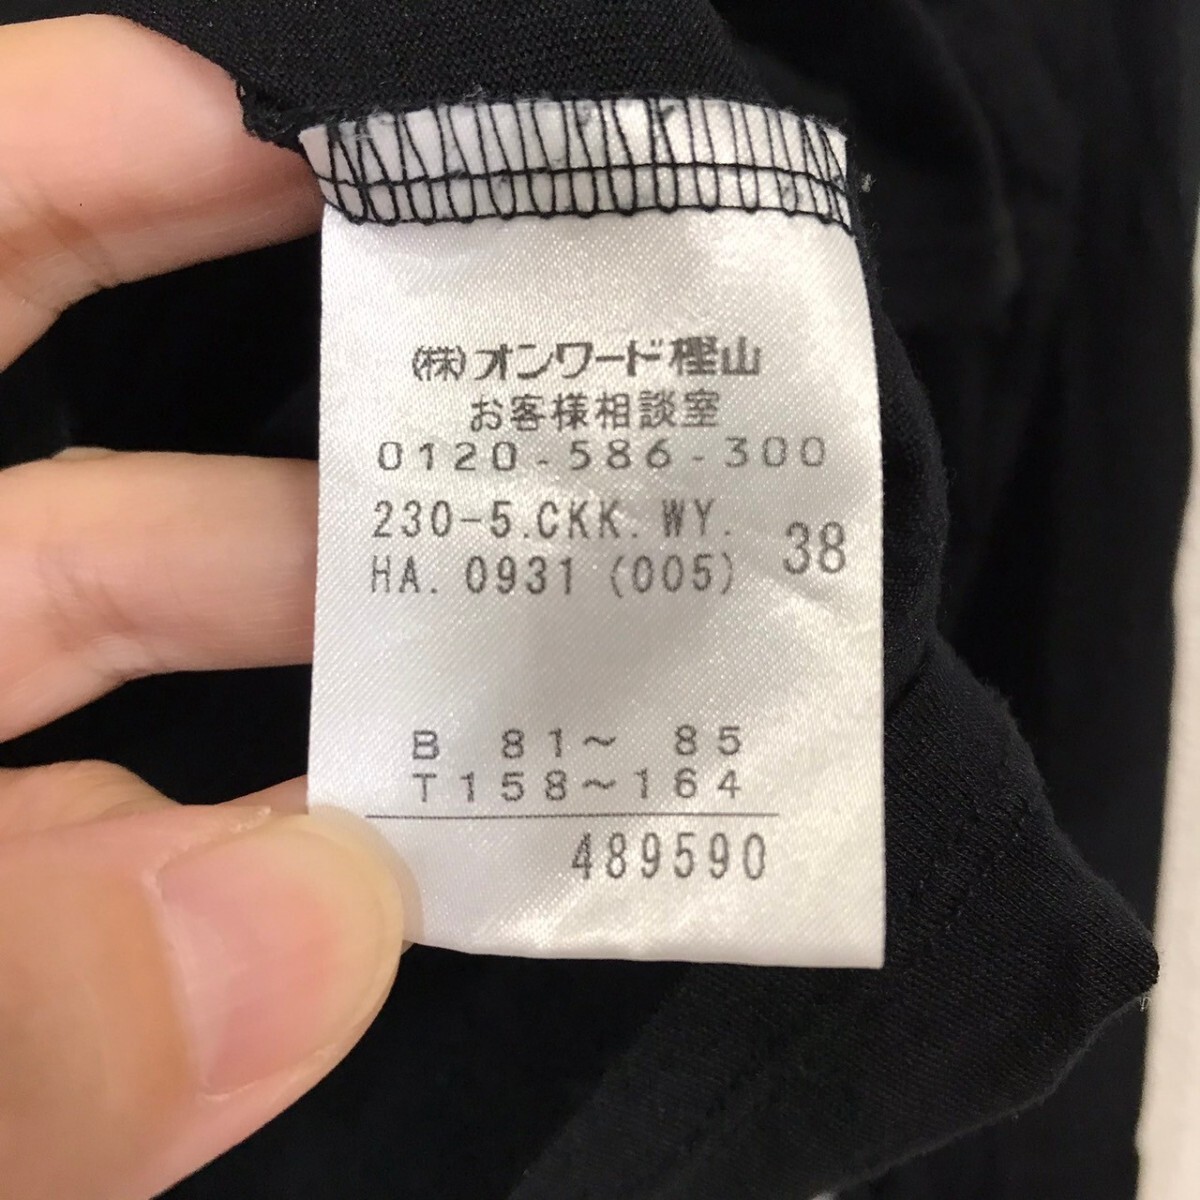 (株)オンワード樫山
お客様相談室
0120-586-300
230-5.CKK.WY.
HA.0931(005) 38
B 81~ 85
T158~164
489590